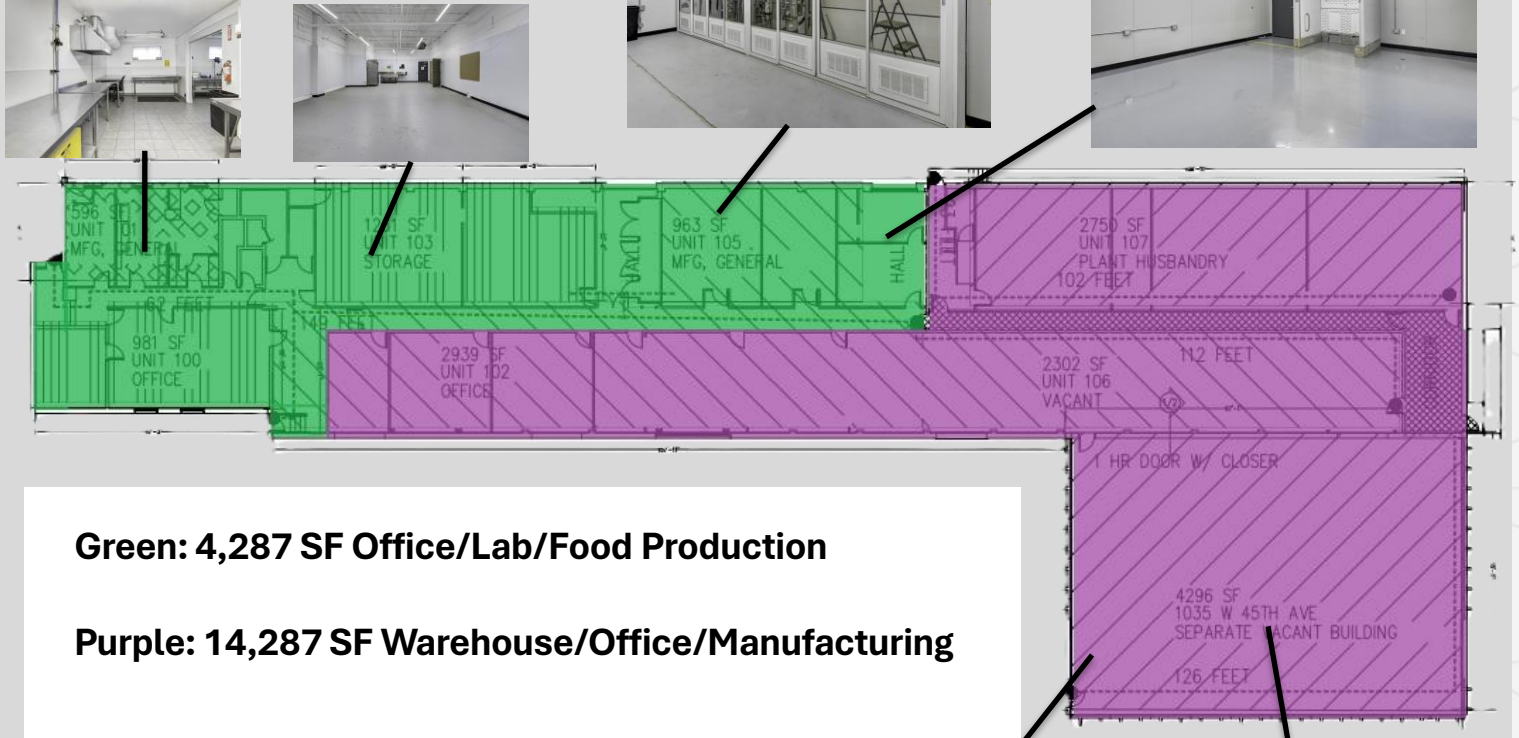 596 SF
UNIT 101
MFG, GENERAL
UNIT 103
STORAGE
963 SF
UNIT 105
MFG, GENERAL
HALL
HALL
2750 SF
UNIT 107
PLANT HUSBANDRY
102 FEET
62 FEET
149 FEET
981 SF
UNIT 100
OFFICE
2939 SF
UNIT 102
OFFICE
2302 SF
UNIT 106
VACANT
112 FEET
1 HR DOOR W/ CLOSER
4296 SF
1035 W 45TH AVE
SEPARATE VACANT BUILDING
126 FEET
Green: 4,287 SF Office/Lab/Food Production
Purple: 14,287 SF Warehouse/Office/Manufacturing